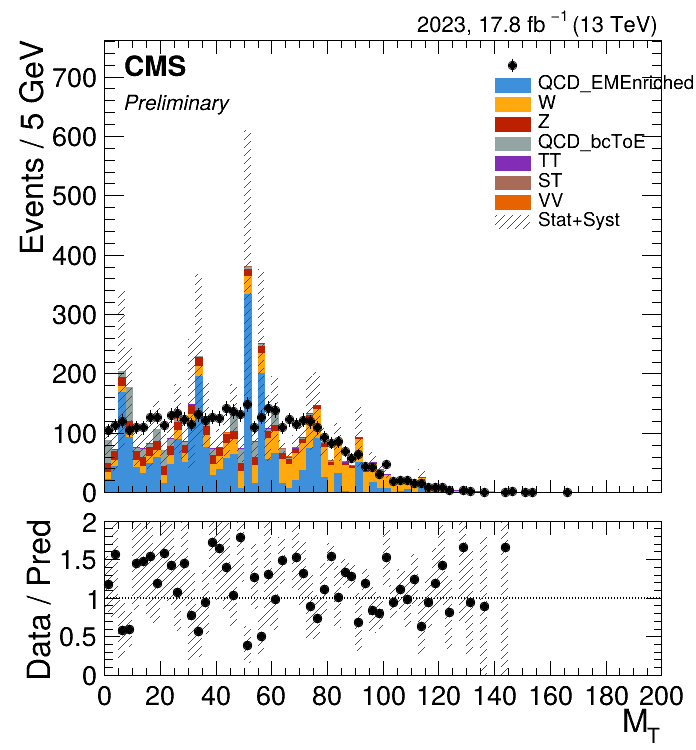 2023, 17.8 fb⁻¹ (13 TeV)
CMS
Preliminary
QCD_EMEnriched
W
Z
QCD_bcToE
TT
ST
VV
Stat+Syst
Events / 5 GeV
700
600
500
400
300
200
100
0
Data / Pred
2
1.5
1
0.5
0
0 20 40 60 80 100 120 140 160 180 200
M_T